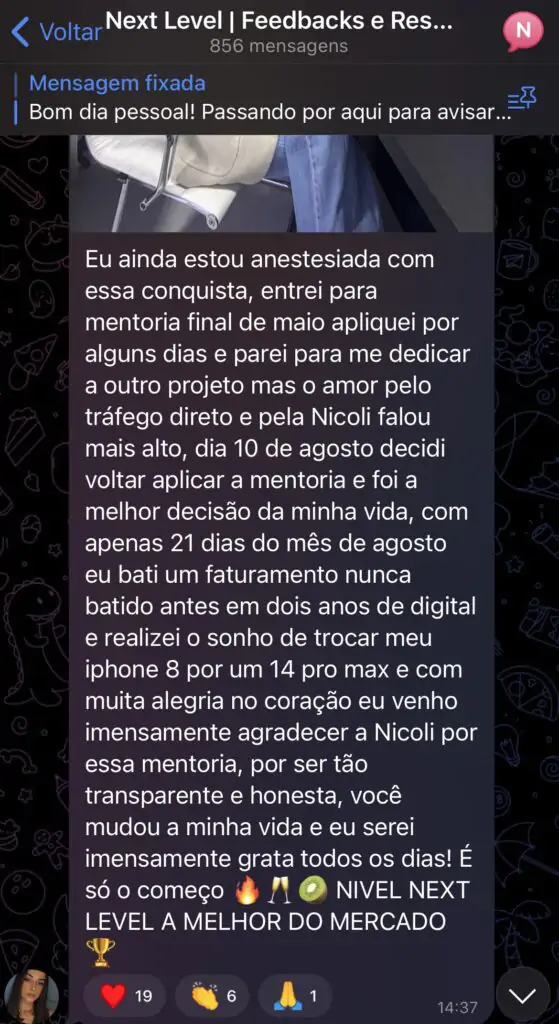 Voltar
Next Level | Feedbacks e Res...
856 mensagens
N
Mensagem fixada
Bom dia pessoal! Passando por aqui para avisar...
Eu ainda estou anestesiada com
essa conquista, entrei para
mentoria final de maio apliquei por
alguns dias e parei para me dedicar
a outro projeto mas o amor pelo
tráfego direto e pela Nicoli falou
mais alto, dia 10 de agosto decidi
voltar aplicar a mentoria e foi a
melhor decisão da minha vida, com
apenas 21 dias do mês de agosto
eu bati um faturamento nunca
batido antes em dois anos de digital
e realizei o sonho de trocar meu
iphone 8 por um 14 pro max e com
muita alegria no coração eu venho
imensamente agradecer a Nicoli por
essa mentoria, por ser tão
transparente e honesta, você
mudou a minha vida e eu serei
imensamente grata todos os dias! É
só o começo 🔥🥂🥝 NIVEL NEXT
LEVEL A MELHOR DO MERCADO
🏆
❤️ 19 👏 6 🙏 1
14:37